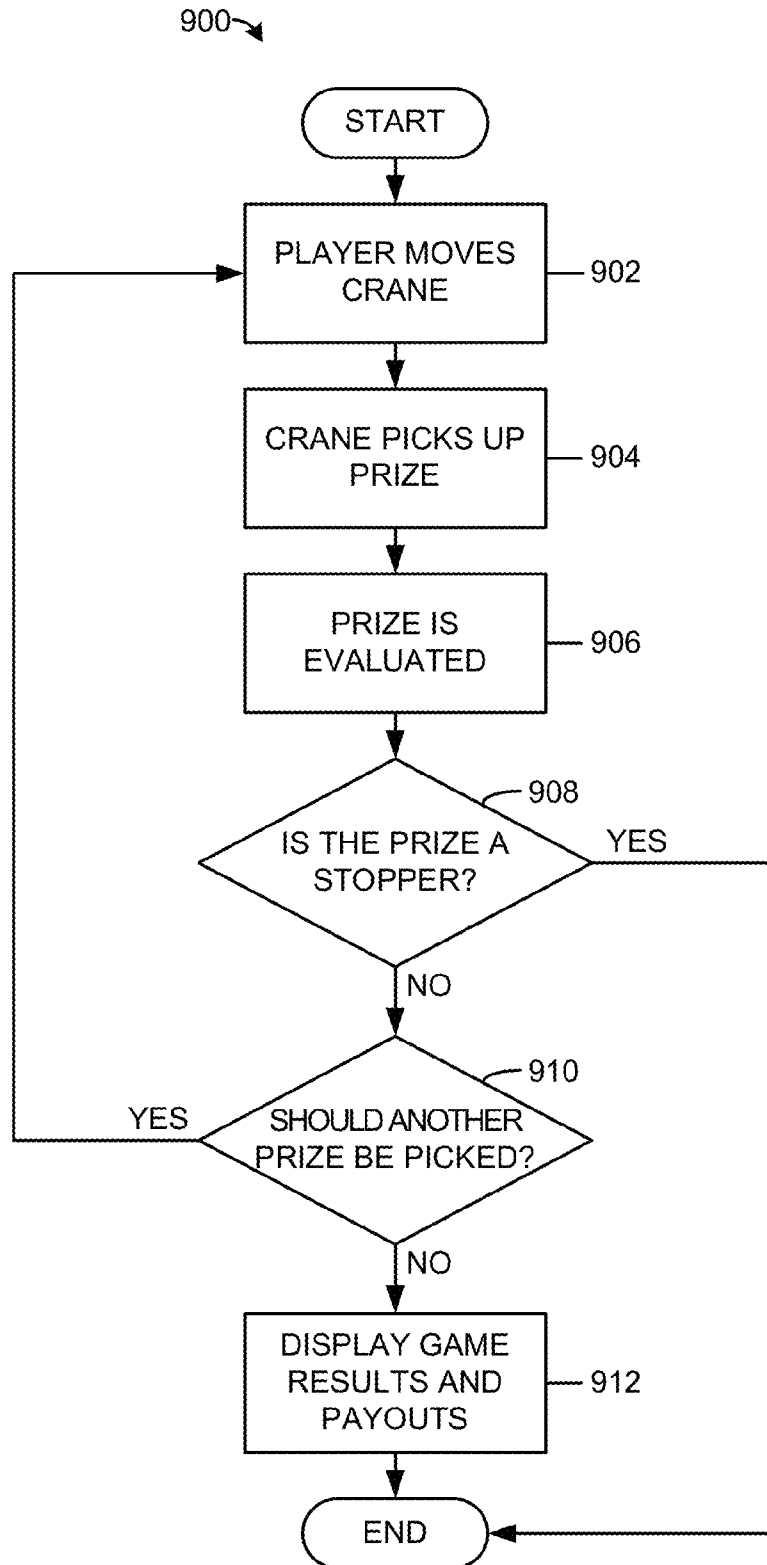 900
START
PLAYER MOVES
CRANE
902
CRANE PICKS UP
PRIZE
904
PRIZE IS
EVALUATED
906
908
IS THE PRIZE A
STOPPER?
YES
NO
910
YES
SHOULD ANOTHER
PRIZE BE PICKED?
NO
DISPLAY GAME
RESULTS AND
PAYOUTS
912
END